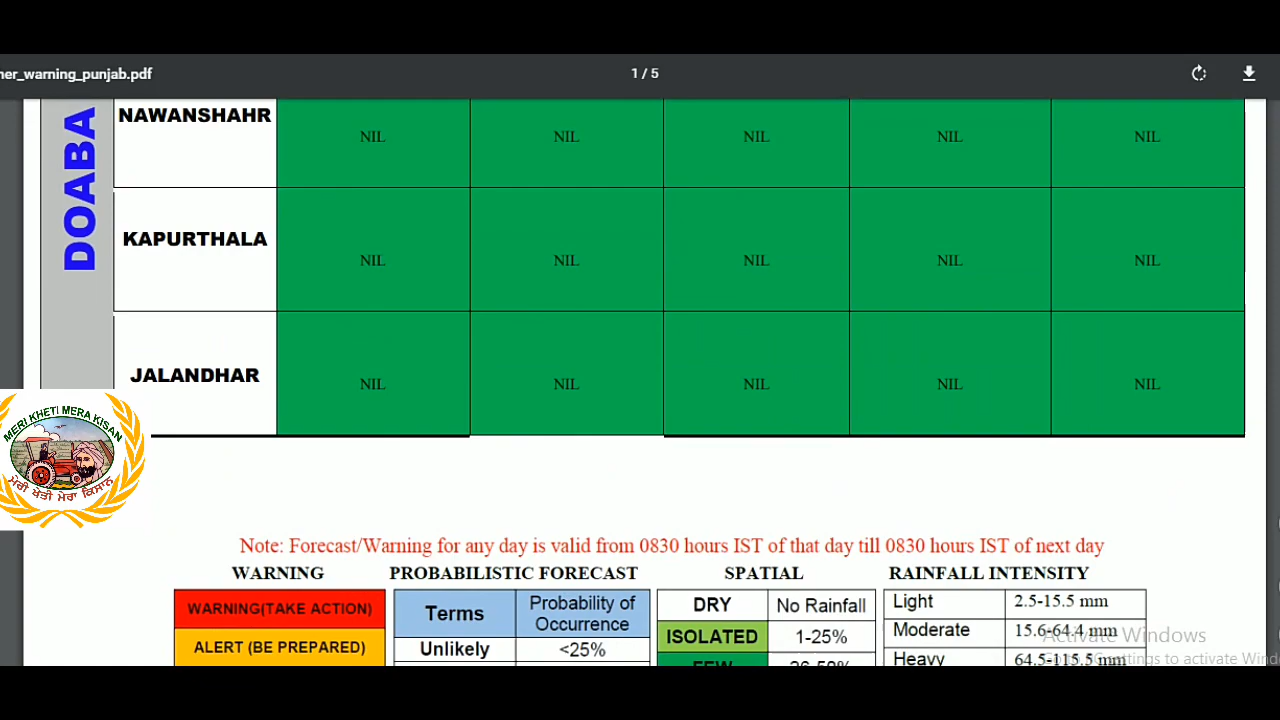 ner_warning_punjab.pdf
1 / 5
DOABA
NAWANSHAHR NIL NIL NIL NIL NIL
KAPURTHALA NIL NIL NIL NIL NIL
JALANDHAR NIL NIL NIL NIL NIL
MERI KHETI MERA KISAN
ਮੇਰੀ ਖੇਤੀ ਮੇਰਾ ਕਿਸਾਨ
Note: Forecast/Warning for any day is valid from 0830 hours IST of that day till 0830 hours IST of next day
WARNING PROBABILISTIC FORECAST SPATIAL RAINFALL INTENSITY
WARNING(TAKE ACTION) Terms Probability of Occurrence DRY No Rainfall Light 2.5-15.5 mm
ALERT (BE PREPARED) Unlikely <25% ISOLATED 1-25% Moderate 15.6-64.4 mm
FEW 26-50% Heavy 64.5-115.5 mm
Activate Windows